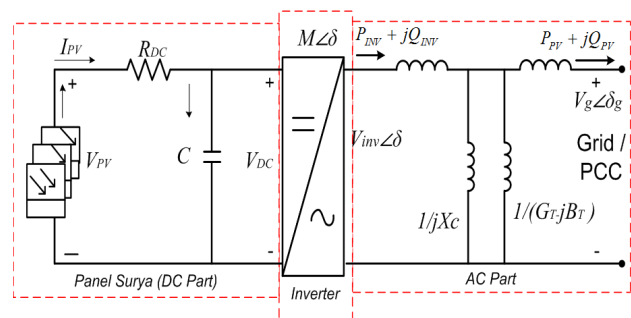 I_PV
R_DC
M∠δ
P_INV + jQ_INV
P_PV + jQ_PV
+
+
+
V_g∠δ_g
V_PV
C
V_DC
V_inv∠δ
Grid /
PCC
1/jXc
1/(G_T-jB_T)
—
-
-
Panel Surya (DC Part)
Inverter
AC Part